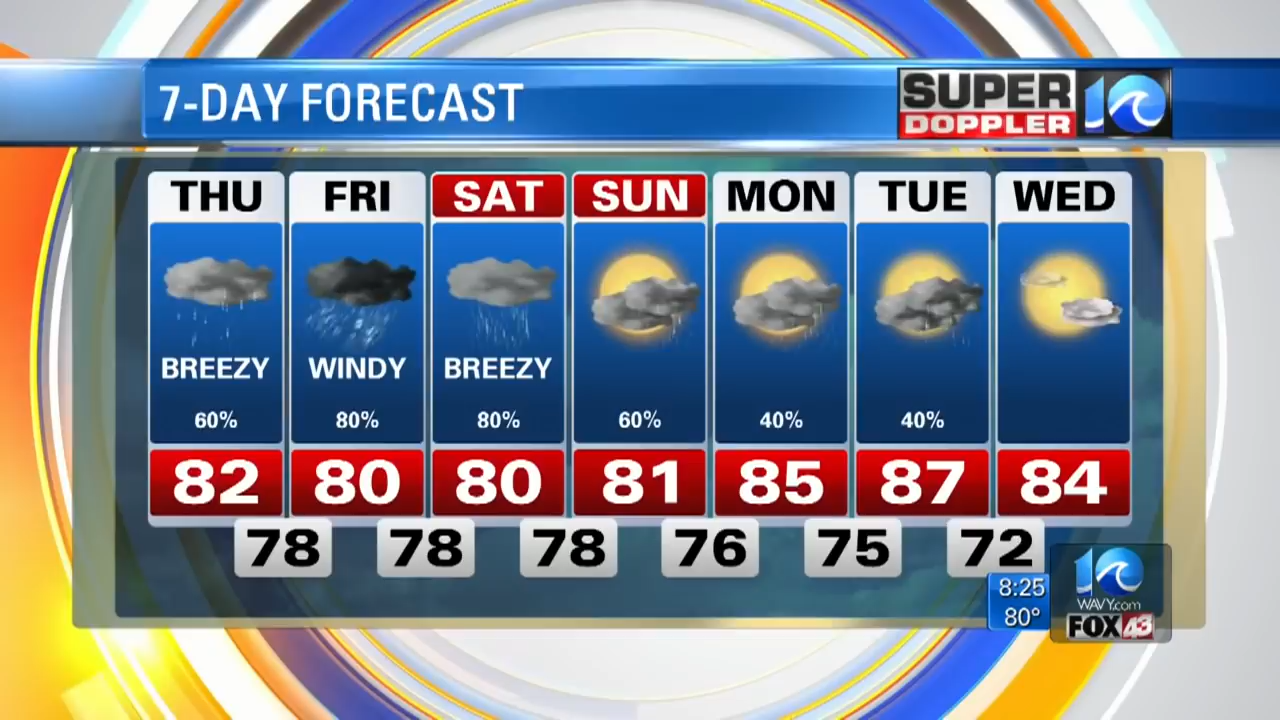 7-DAY FORECAST
SUPER
DOPPLER
10
THU FRI SAT SUN MON TUE WED
BREEZY WINDY BREEZY
60% 80% 80% 60% 40% 40%
82 80 80 81 85 87 84
78 78 78 76 75 72
8:25
80°
10
WAVY.com
FOX 43